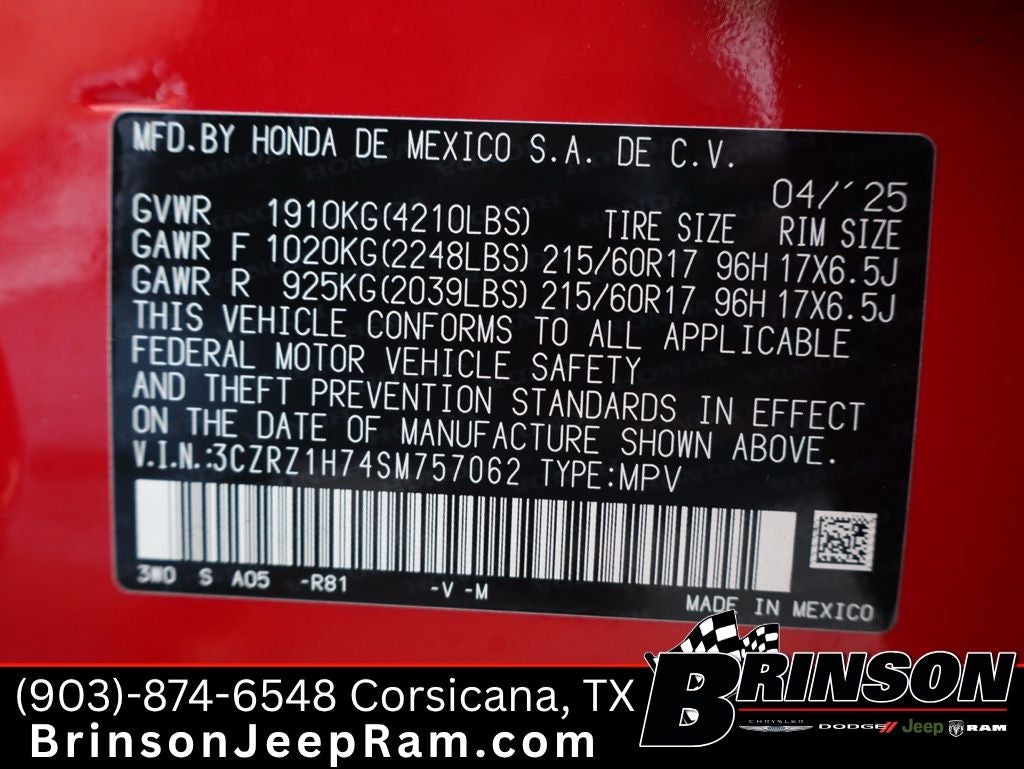 MFD.BY HONDA DE MEXICO S.A. DE C.V.
04/'25
GVWR 1910KG(4210LBS) TIRE SIZE RIM SIZE
GAWR F 1020KG(2248LBS) 215/60R17 96H 17X6.5J
GAWR R 925KG(2039LBS) 215/60R17 96H 17X6.5J
THIS VEHICLE CONFORMS TO ALL APPLICABLE
FEDERAL MOTOR VEHICLE SAFETY
AND THEFT PREVENTION STANDARDS IN EFFECT
ON THE DATE OF MANUFACTURE SHOWN ABOVE.
V.I.N.:3CZRZ1H74SM757062 TYPE:MPV
3W0 S A05 -R81 -V -M
MADE IN MEXICO
(903)-874-6548 Corsicana, TX
BrinsonJeepRam.com
BRINSON
CHRYSLER DODGE Jeep RAM